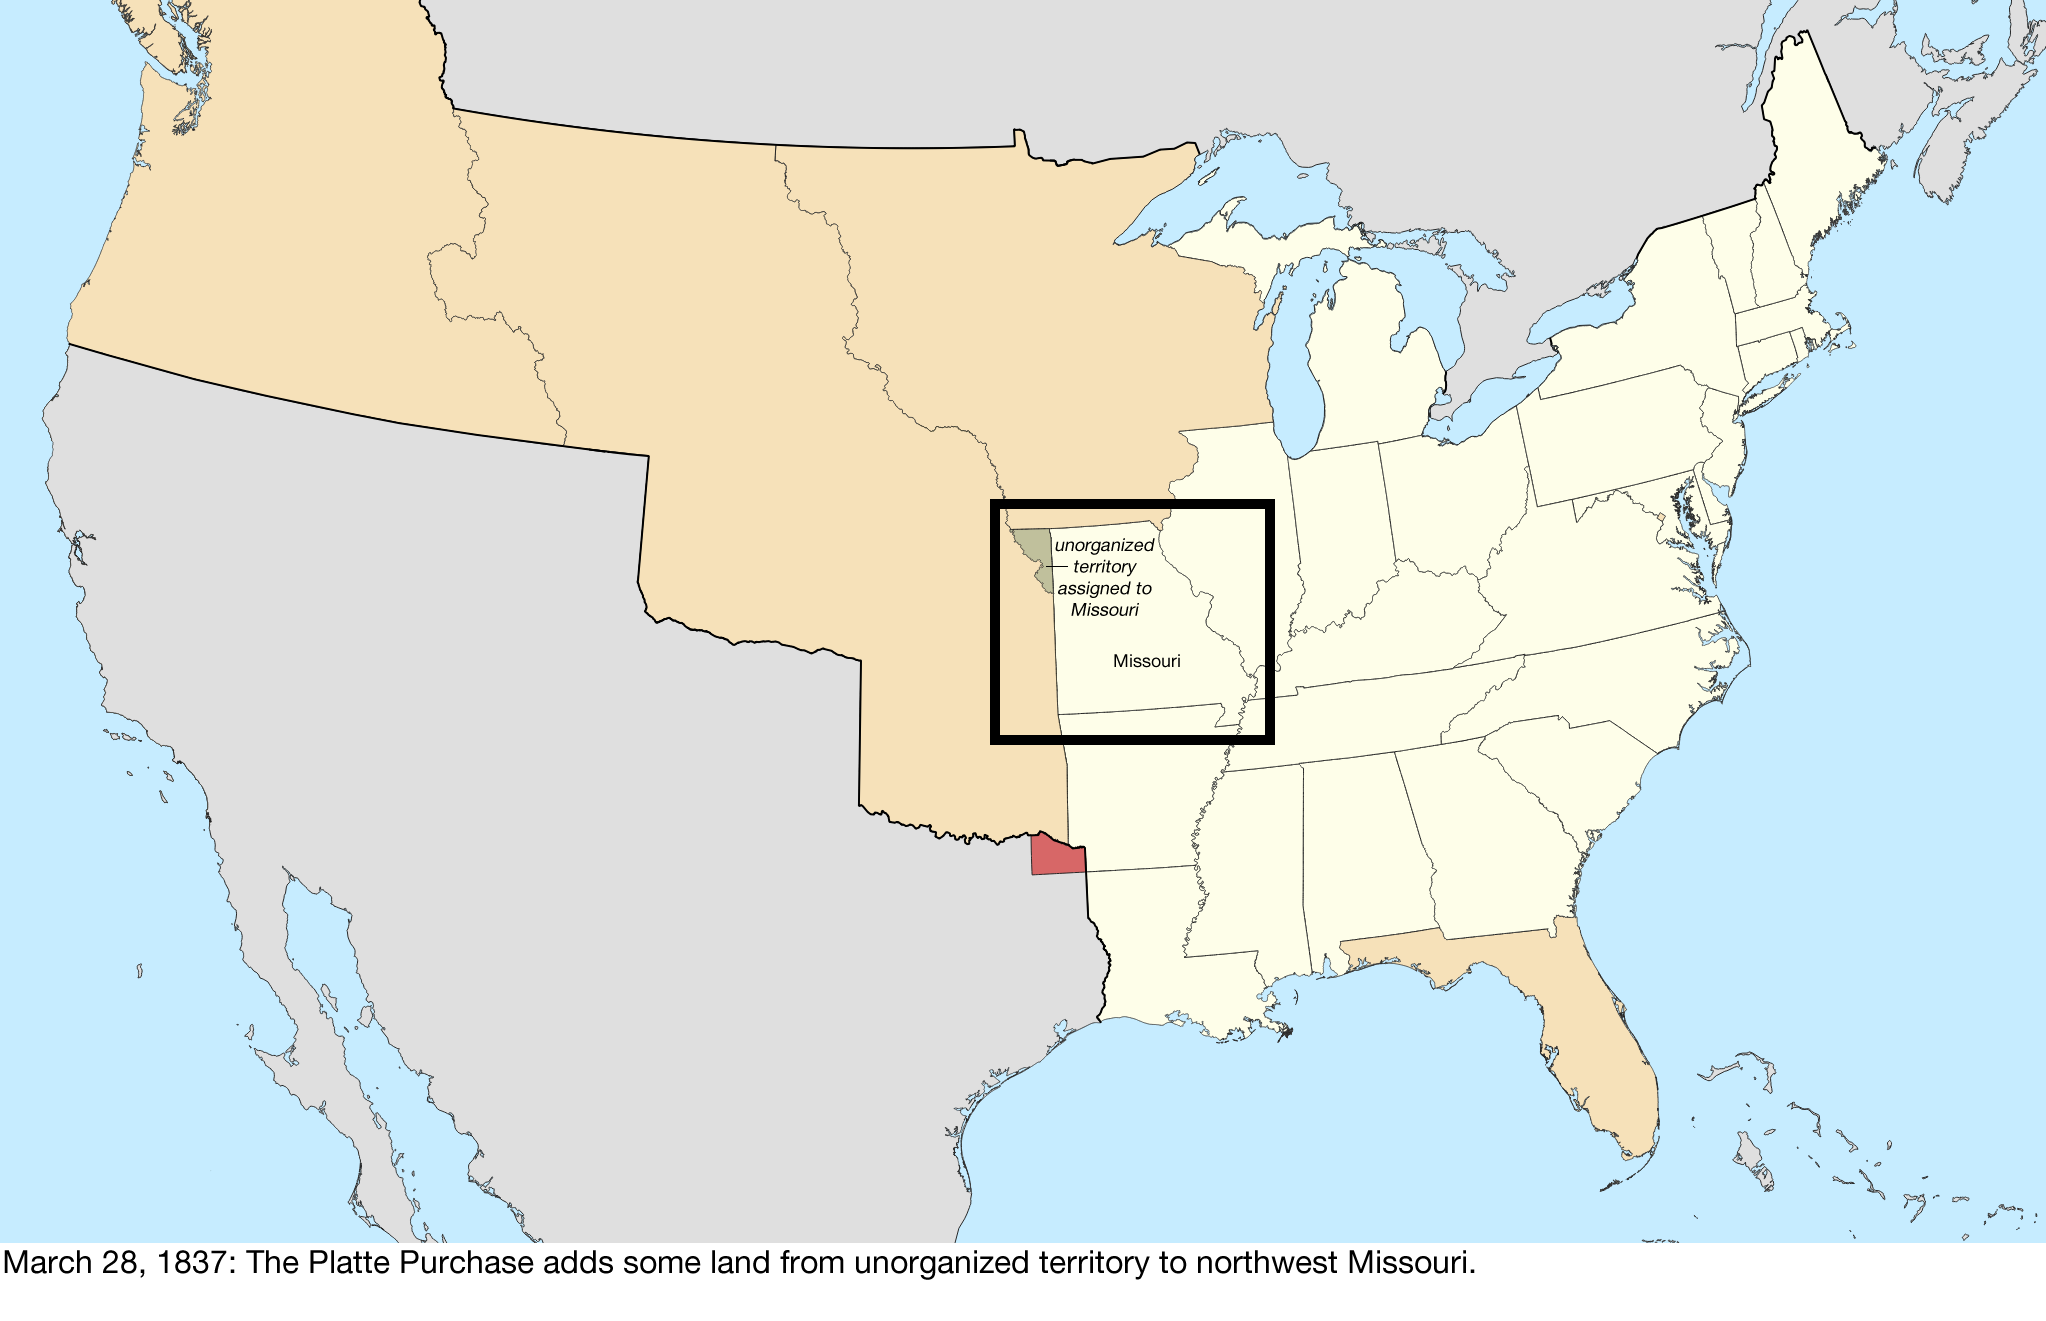 unorganized
territory
assigned to
Missouri
Missouri
March 28, 1837: The Platte Purchase adds some land from unorganized territory to northwest Missouri.